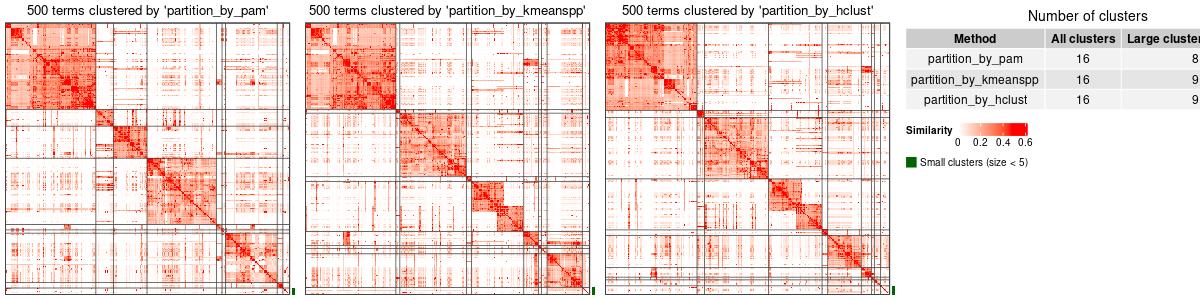 500 terms clustered by 'partition_by_pam'
500 terms clustered by 'partition_by_kmeanspp'
500 terms clustered by 'partition_by_hclust'
Number of clusters
Method All clusters Large cluster
partition_by_pam 16 8
partition_by_kmeanspp 16 9
partition_by_hclust 16 9
Similarity
0 0.2 0.4 0.6
Small clusters (size < 5)